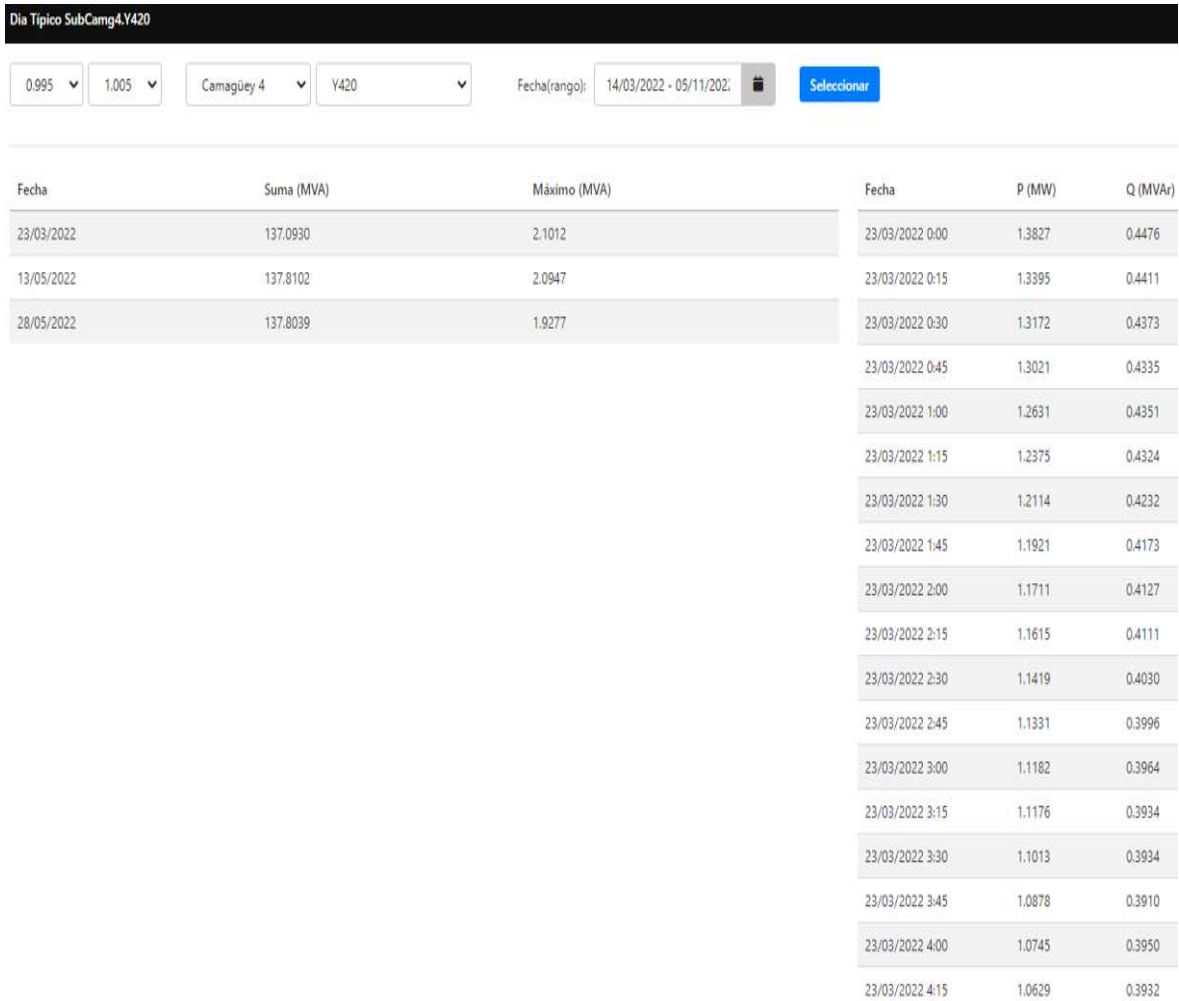 Dia Típico SubCamg4.Y420
0.995 1.005 Camagüey 4 Y420 Fecha(rango): 14/03/2022 - 05/11/202 Seleccionar
Fecha Suma (MVA) Máximo (MVA)
23/03/2022 137.0930 2.1012
13/05/2022 137.8102 2.0947
28/05/2022 137.8039 1.9277
Fecha P (MW) Q (MVAr)
23/03/2022 0:00 1.3827 0.4476
23/03/2022 0:15 1.3395 0.4411
23/03/2022 0:30 1.3172 0.4373
23/03/2022 0:45 1.3021 0.4335
23/03/2022 1:00 1.2631 0.4351
23/03/2022 1:15 1.2375 0.4324
23/03/2022 1:30 1.2114 0.4232
23/03/2022 1:45 1.1921 0.4173
23/03/2022 2:00 1.1711 0.4127
23/03/2022 2:15 1.1615 0.4111
23/03/2022 2:30 1.1419 0.4030
23/03/2022 2:45 1.1331 0.3996
23/03/2022 3:00 1.1182 0.3964
23/03/2022 3:15 1.1176 0.3934
23/03/2022 3:30 1.1013 0.3934
23/03/2022 3:45 1.0878 0.3910
23/03/2022 4:00 1.0745 0.3950
23/03/2022 4:15 1.0629 0.3932